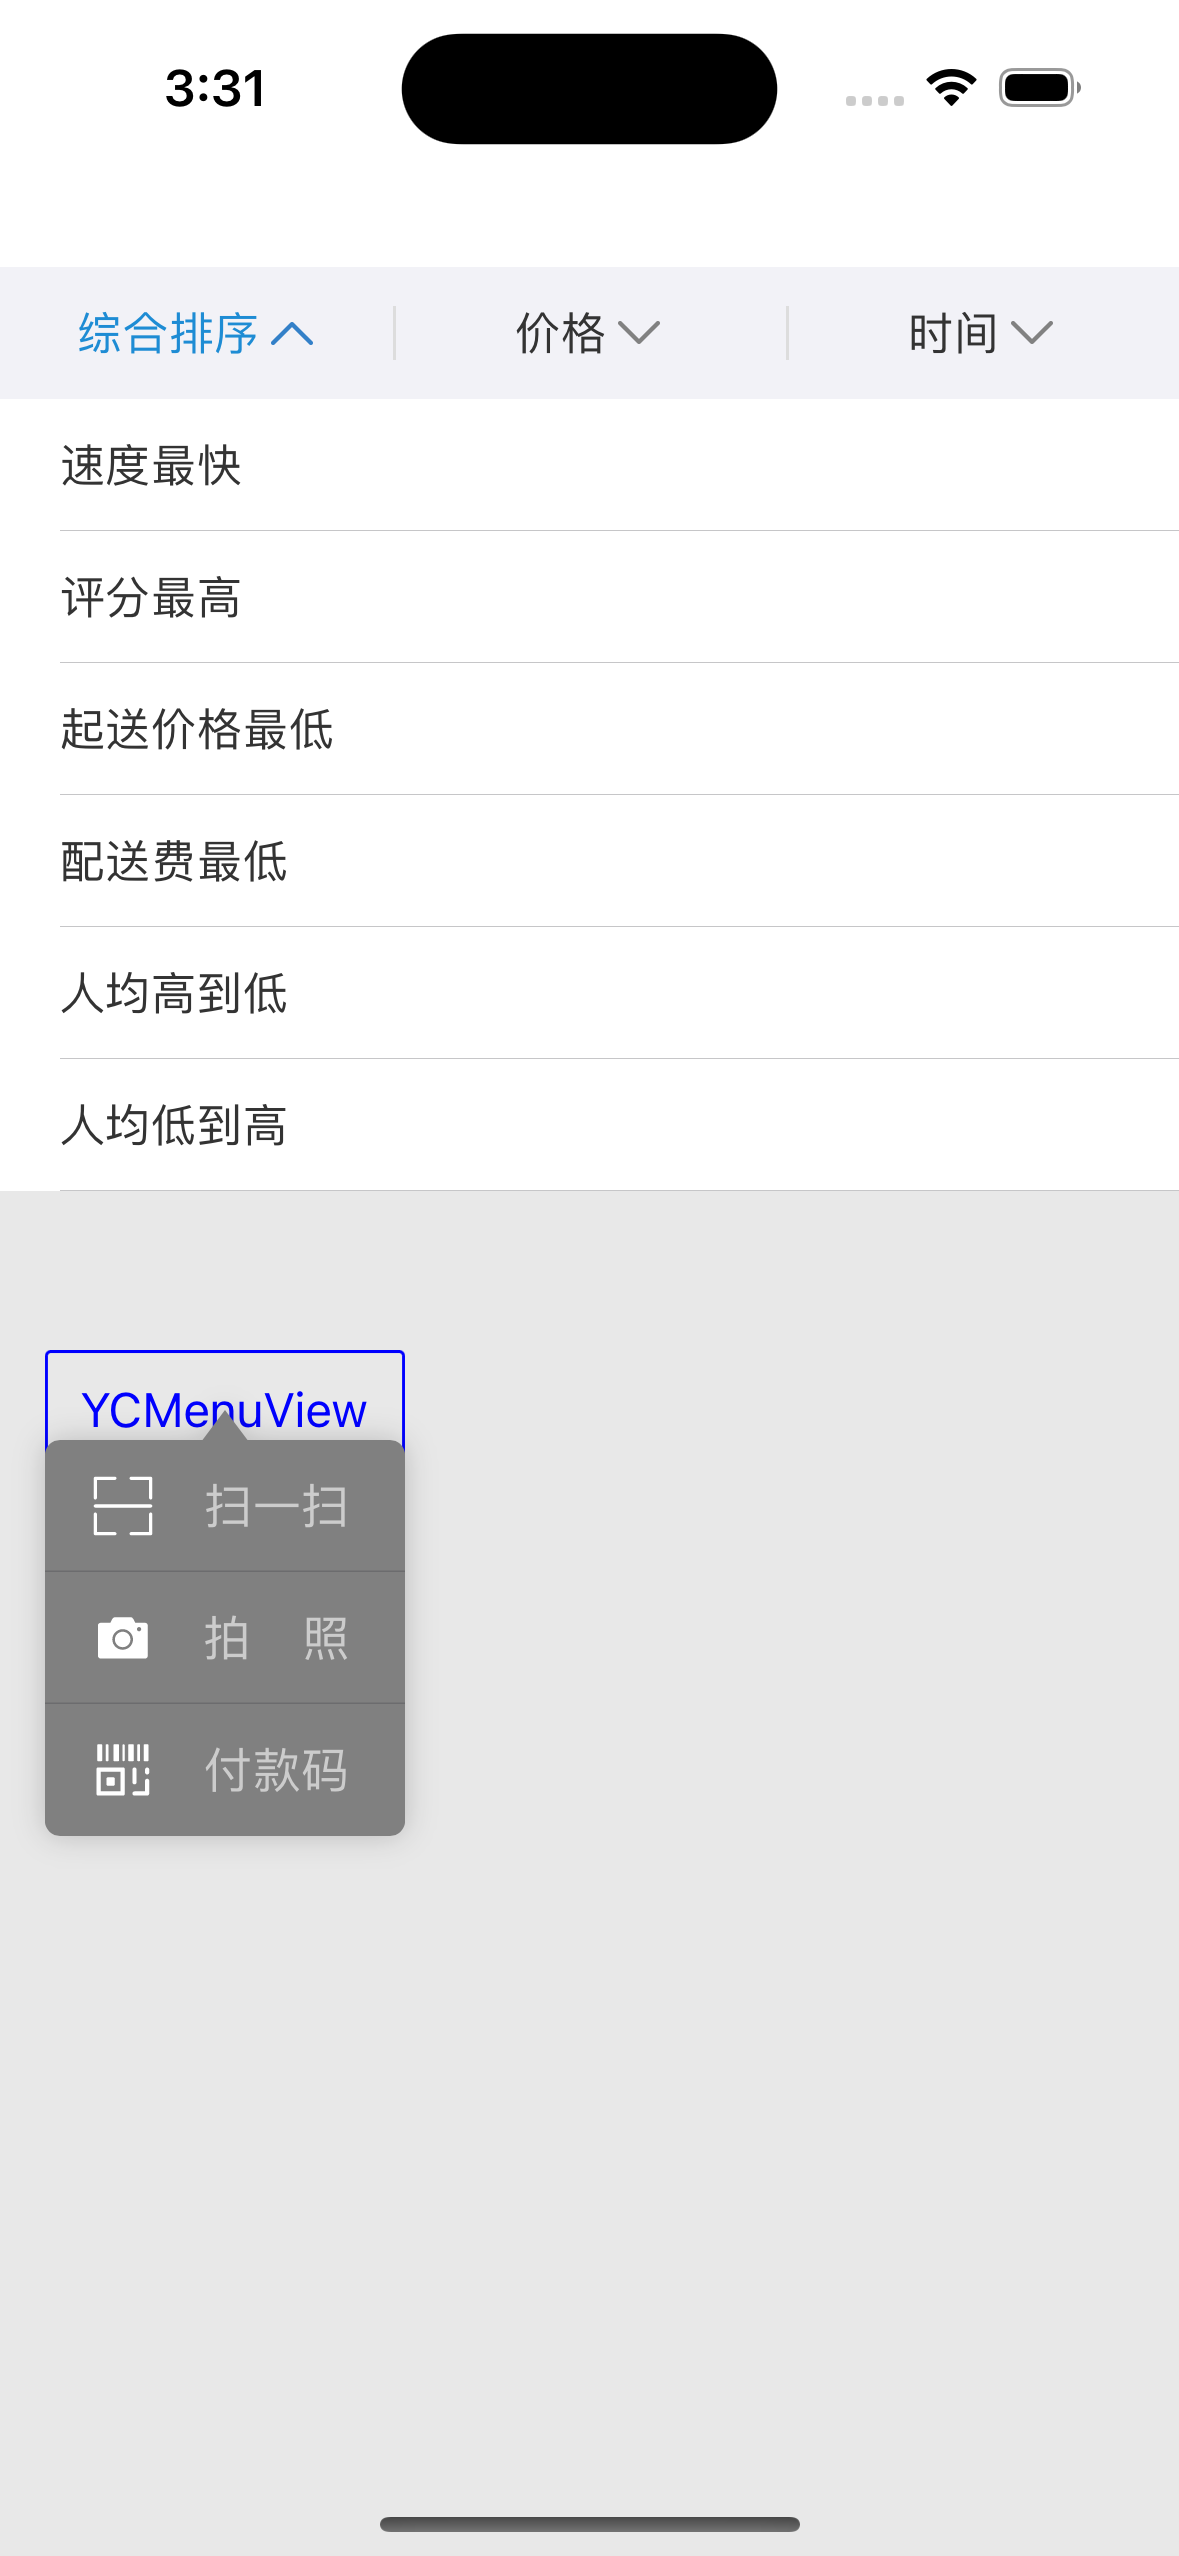 3:31
综合排序 价格 时间
速度最快
评分最高
起送价格最低
配送费最低
人均高到低
人均低到高
YCMenuView
扫一扫
拍 照
付款码